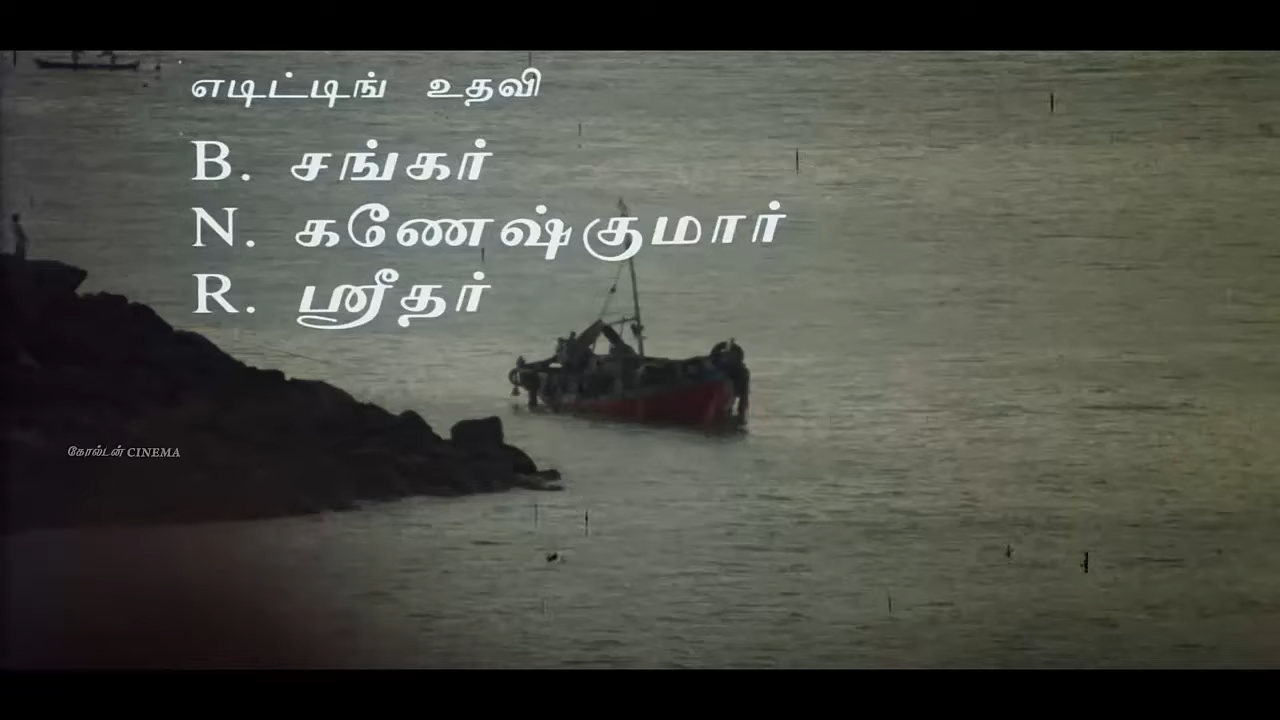 எடிட்டிங் உதவி
B. சங்கர்
N. கணேஷ்குமார்
R. ஸ்ரீதர்
கோல்டன் CINEMA